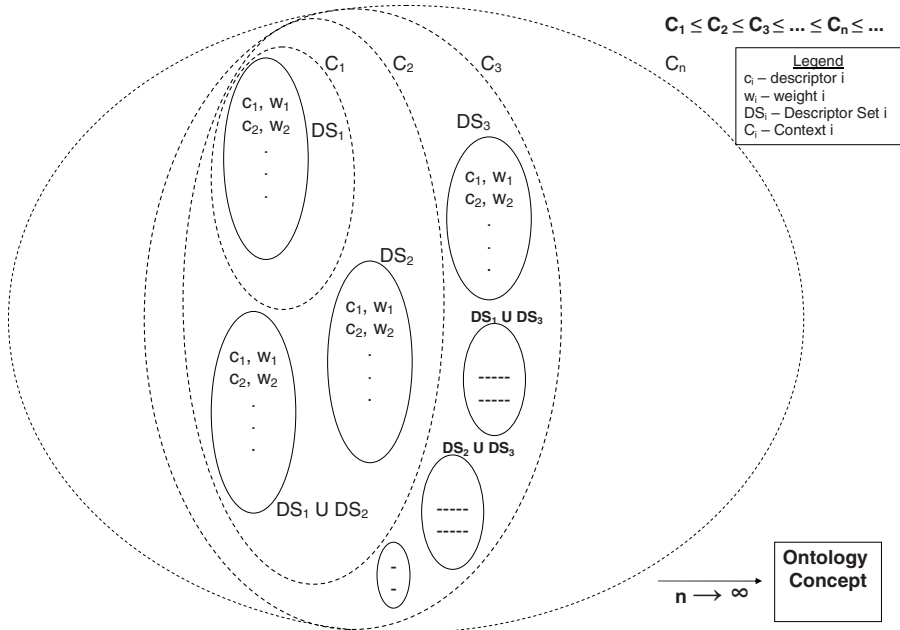 C₁ ≤ C₂ ≤ C₃ ≤ ... ≤ Cₙ ≤ ...
Legend
cᵢ – descriptor i
wᵢ – weight i
DSᵢ – Descriptor Set i
Cᵢ – Context i
C₁
C₂
C₃
Cₙ
c₁, w₁
c₂, w₂
.
.
.
DS₁
DS₃
c₁, w₁
c₂, w₂
.
.
.
DS₂
c₁, w₁
c₂, w₂
.
.
.
c₁, w₁
c₂, w₂
.
.
.
DS₁ U DS₂
DS₁ U DS₃
-----
-----
DS₂ U DS₃
-----
-----
-
-
n → ∞
Ontology
Concept